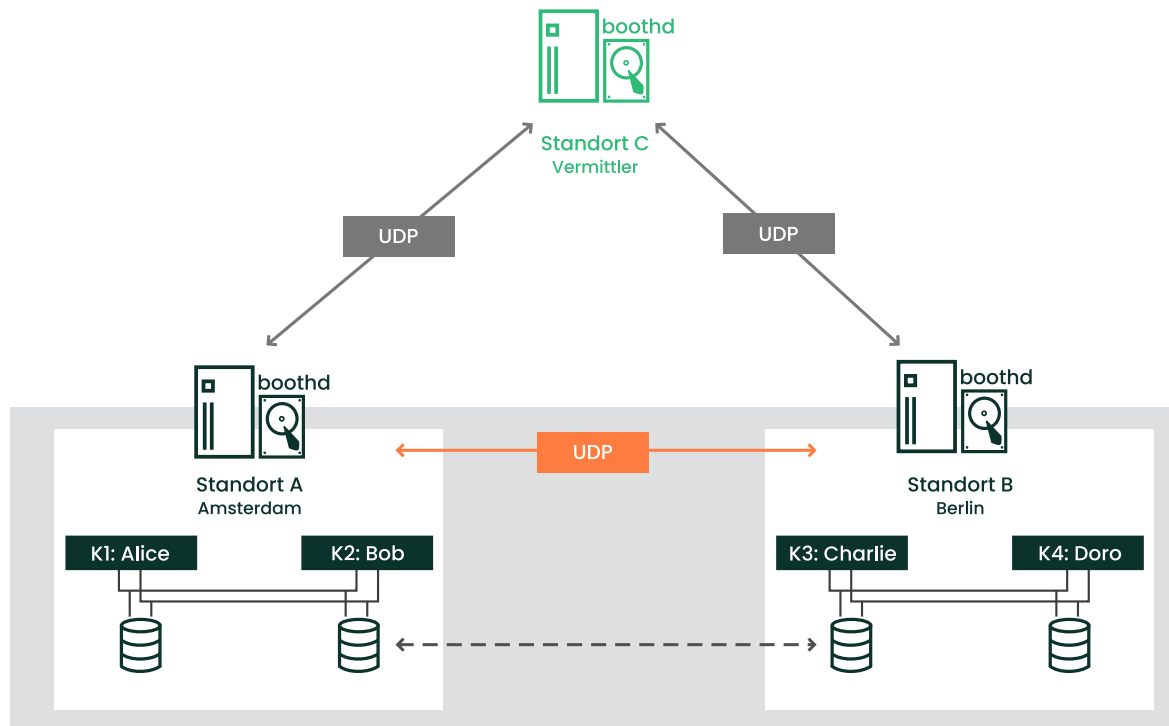 boothd
Standort C
Vermittler
UDP
UDP
boothd
boothd
UDP
Standort A
Amsterdam
Standort B
Berlin
K1: Alice
K2: Bob
K3: Charlie
K4: Doro